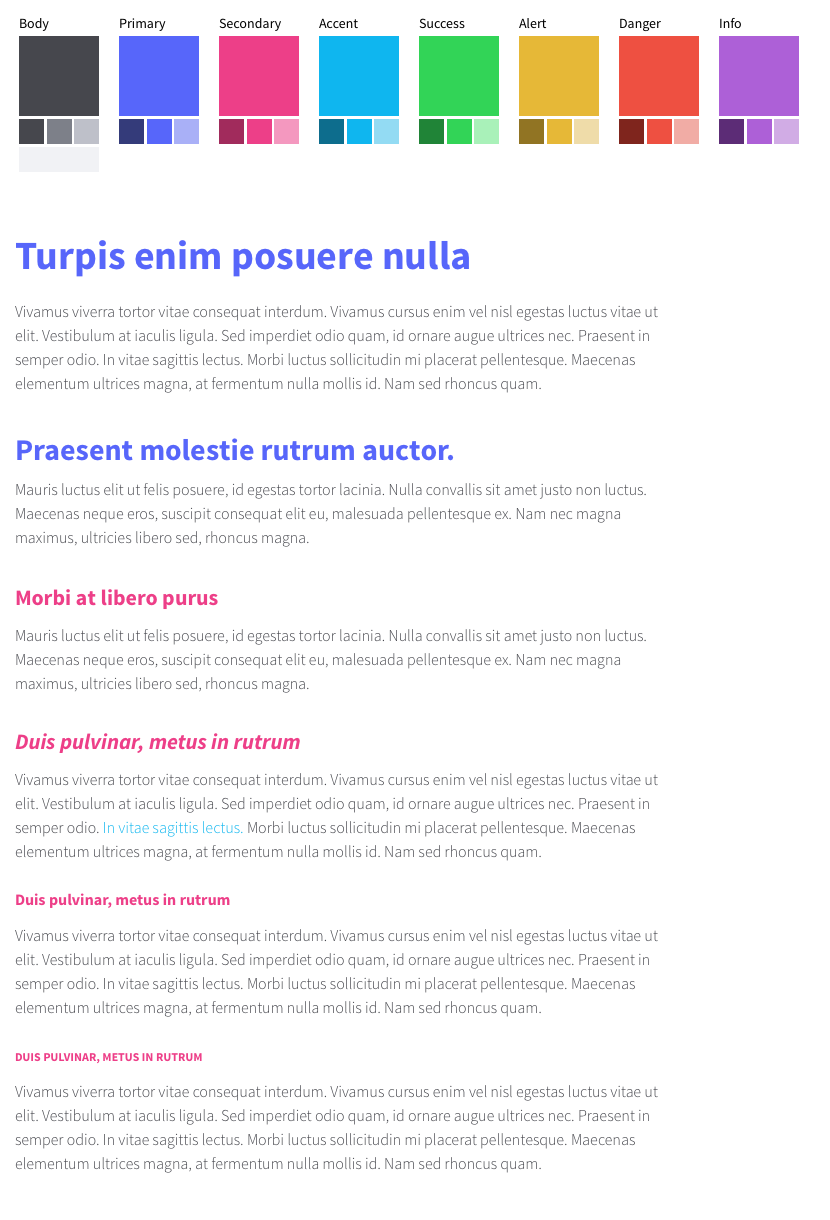 Body Primary Secondary Accent Success Alert Danger Info
Turpis enim posuere nulla
Vivamus viverra tortor vitae consequat interdum. Vivamus cursus enim vel nisl egestas luctus vitae ut
elit. Vestibulum at iaculis ligula. Sed imperdiet odio quam, id ornare augue ultrices nec. Praesent in
semper odio. In vitae sagittis lectus. Morbi luctus sollicitudin mi placerat pellentesque. Maecenas
elementum ultrices magna, at fermentum nulla mollis id. Nam sed rhoncus quam.
Praesent molestie rutrum auctor.
Mauris luctus elit ut felis posuere, id egestas tortor lacinia. Nulla convallis sit amet justo non luctus.
Maecenas neque eros, suscipit consequat elit eu, malesuada pellentesque ex. Nam nec magna
maximus, ultricies libero sed, rhoncus magna.
Morbi at libero purus
Mauris luctus elit ut felis posuere, id egestas tortor lacinia. Nulla convallis sit amet justo non luctus.
Maecenas neque eros, suscipit consequat elit eu, malesuada pellentesque ex. Nam nec magna
maximus, ultricies libero sed, rhoncus magna.
Duis pulvinar, metus in rutrum
Vivamus viverra tortor vitae consequat interdum. Vivamus cursus enim vel nisl egestas luctus vitae ut
elit. Vestibulum at iaculis ligula. Sed imperdiet odio quam, id ornare augue ultrices nec. Praesent in
semper odio. In vitae sagittis lectus. Morbi luctus sollicitudin mi placerat pellentesque. Maecenas
elementum ultrices magna, at fermentum nulla mollis id. Nam sed rhoncus quam.
Duis pulvinar, metus in rutrum
Vivamus viverra tortor vitae consequat interdum. Vivamus cursus enim vel nisl egestas luctus vitae ut
elit. Vestibulum at iaculis ligula. Sed imperdiet odio quam, id ornare augue ultrices nec. Praesent in
semper odio. In vitae sagittis lectus. Morbi luctus sollicitudin mi placerat pellentesque. Maecenas
elementum ultrices magna, at fermentum nulla mollis id. Nam sed rhoncus quam.
DUIS PULVINAR, METUS IN RUTRUM
Vivamus viverra tortor vitae consequat interdum. Vivamus cursus enim vel nisl egestas luctus vitae ut
elit. Vestibulum at iaculis ligula. Sed imperdiet odio quam, id ornare augue ultrices nec. Praesent in
semper odio. In vitae sagittis lectus. Morbi luctus sollicitudin mi placerat pellentesque. Maecenas
elementum ultrices magna, at fermentum nulla mollis id. Nam sed rhoncus quam.